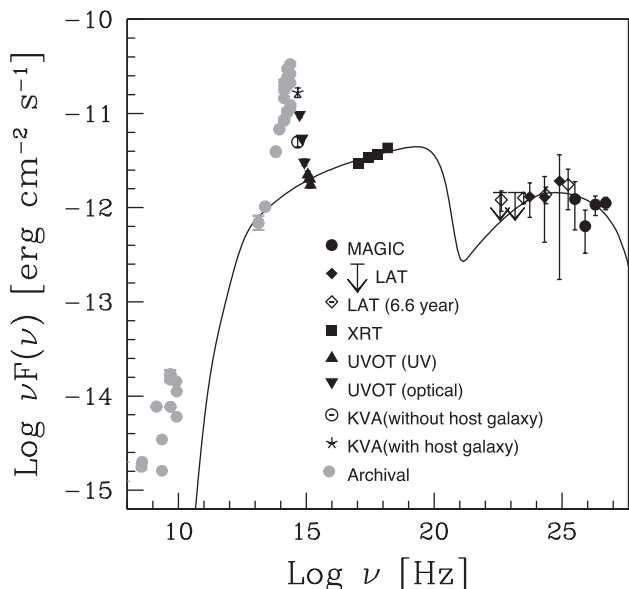 Log νF(ν) [erg cm⁻² s⁻¹]
−10
−11
−12
−13
−14
−15
MAGIC
LAT
LAT (6.6 year)
XRT
UVOT (UV)
UVOT (optical)
KVA(without host galaxy)
KVA(with host galaxy)
Archival
10
15
20
25
Log ν [Hz]